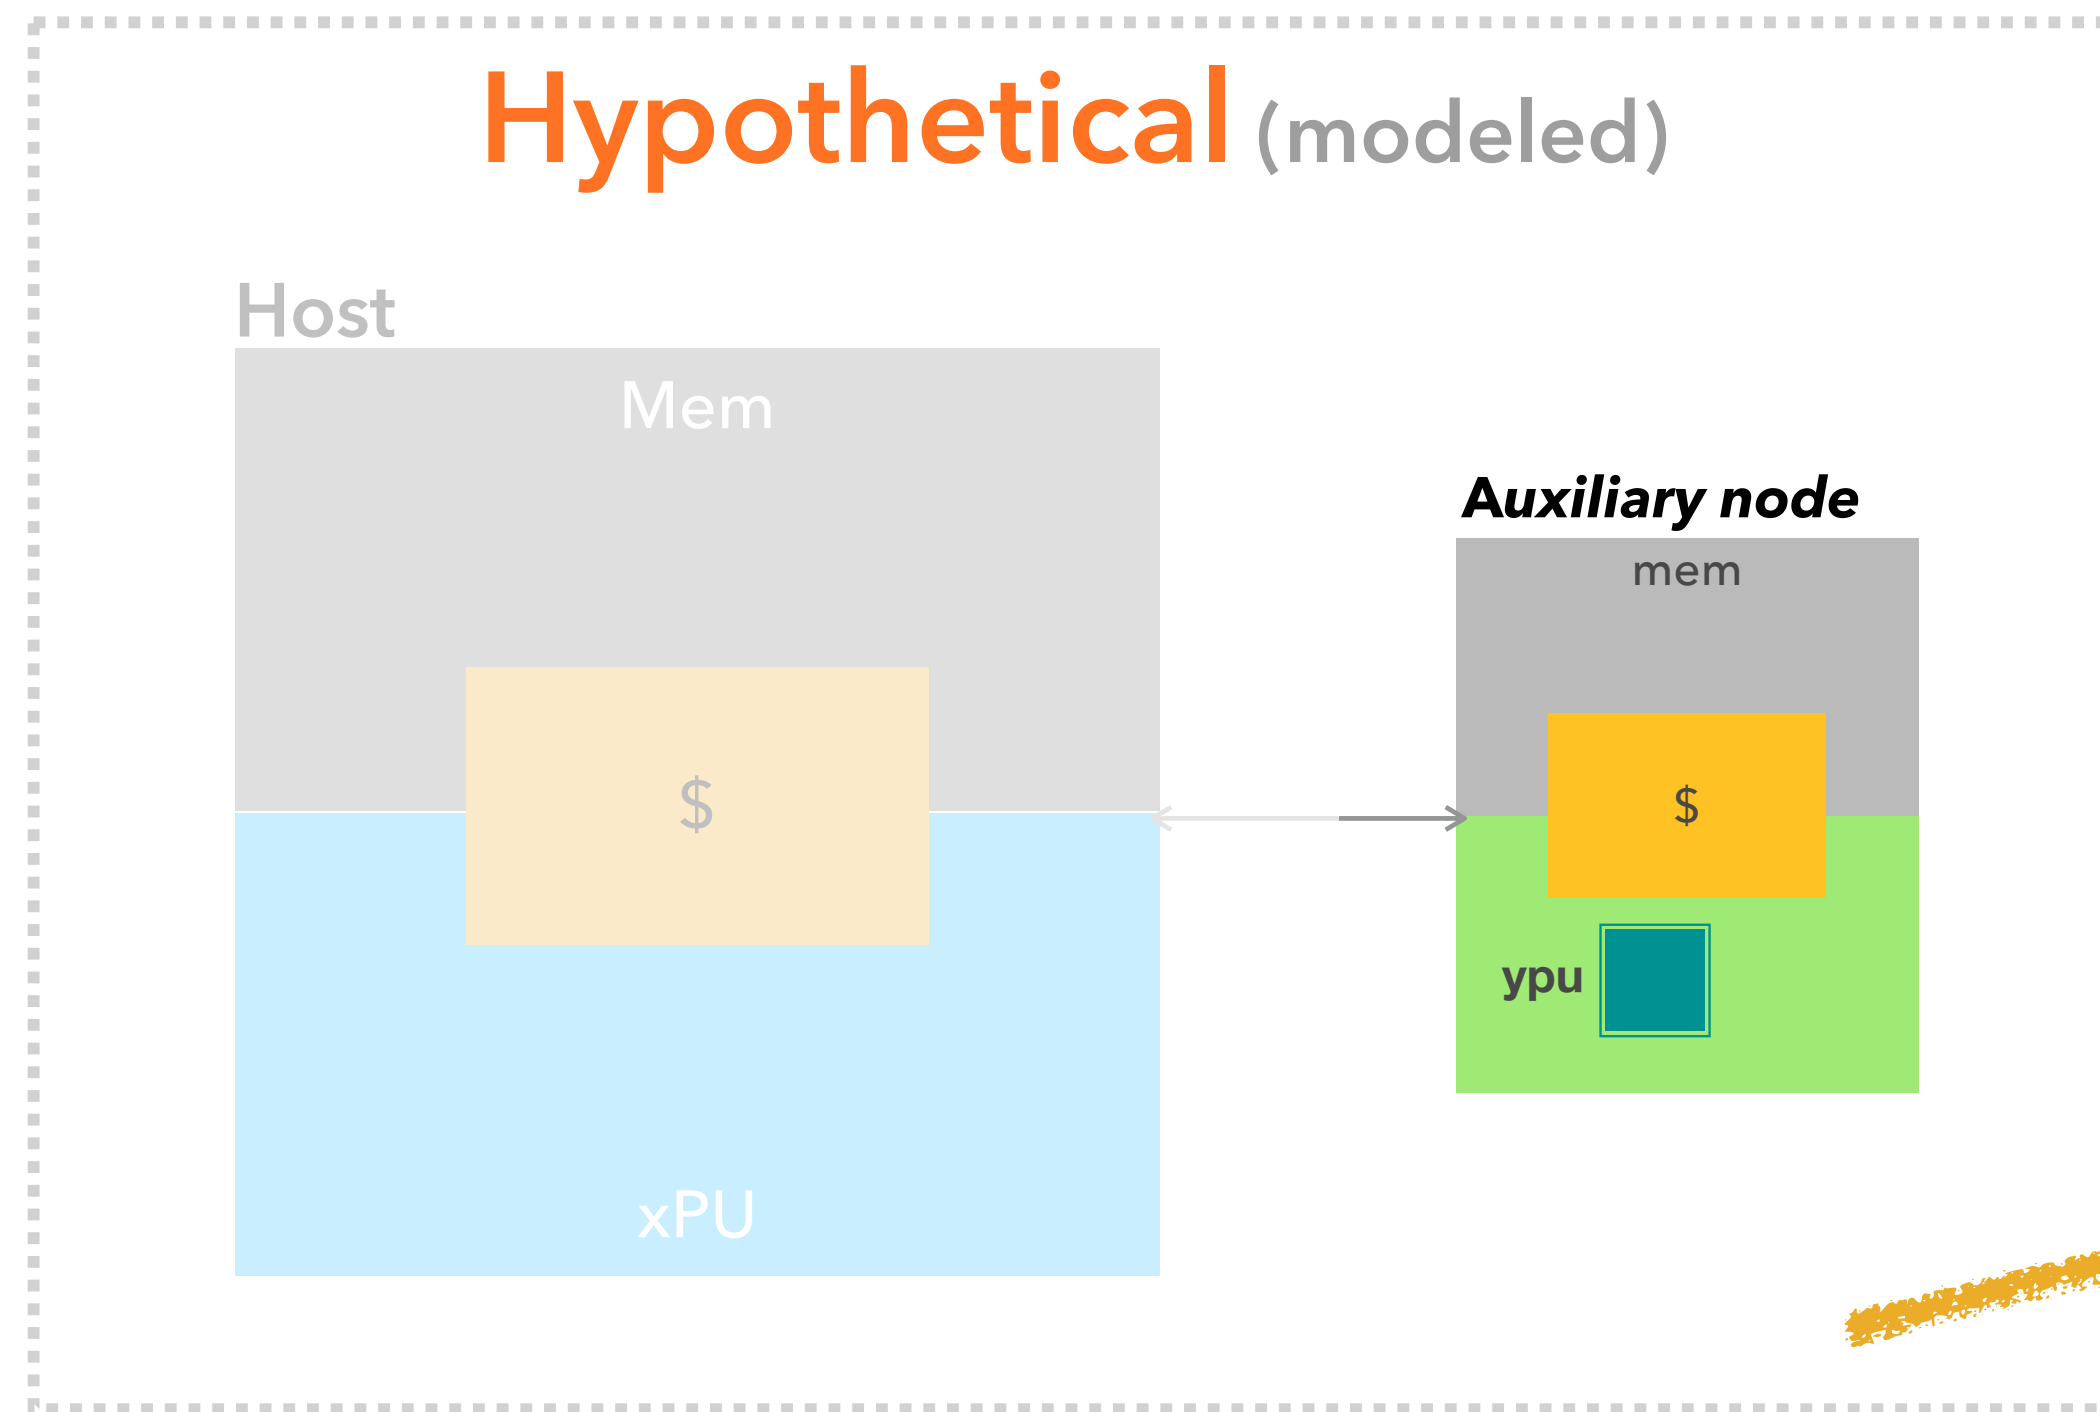 Hypothetical (modeled)
Host
Mem
$
xPU
Auxiliary node
mem
$
ypu